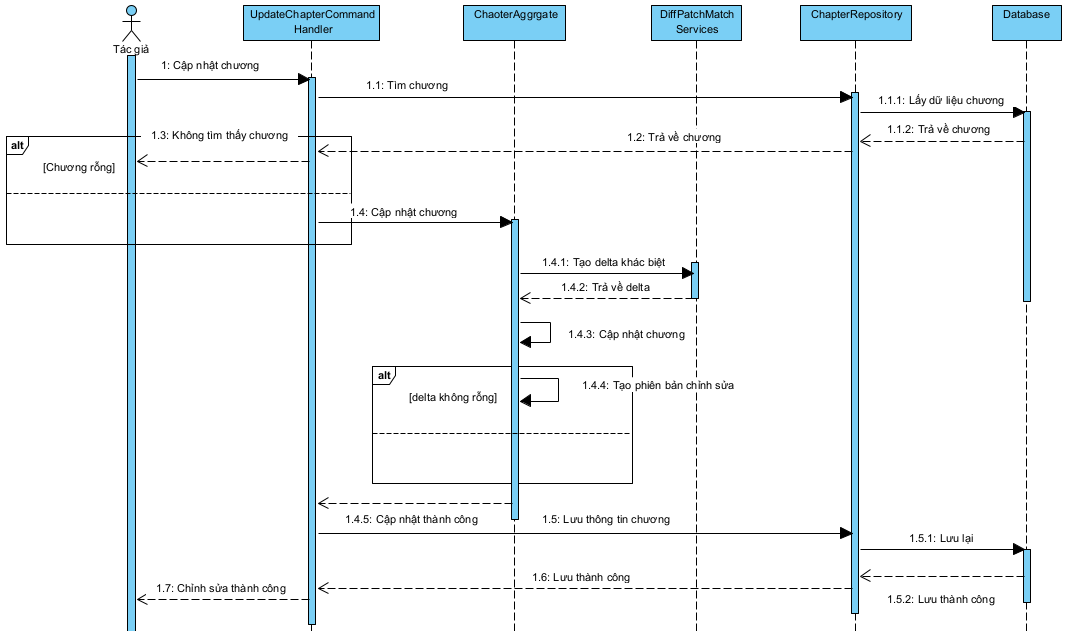 UpdateChapterCommand
Handler
ChaoterAggrgate
DiffPatchMatch
Services
ChapterRepository
Database
Tác giả
1: Cập nhật chương
1.1: Tìm chương
1.1.1: Lấy dữ liệu chương
1.1.2: Trả về chương
1.2: Trả về chương
1.3: Không tìm thấy chương
alt
[Chương rỗng]
1.4: Cập nhật chương
1.4.1: Tạo delta khác biệt
1.4.2: Trả về delta
1.4.3: Cập nhật chương
alt
1.4.4: Tạo phiên bản chỉnh sửa
[delta không rỗng]
1.4.5: Cập nhật thành công
1.5: Lưu thông tin chương
1.5.1: Lưu lại
1.6: Lưu thành công
1.7: Chỉnh sửa thành công
1.5.2: Lưu thành công